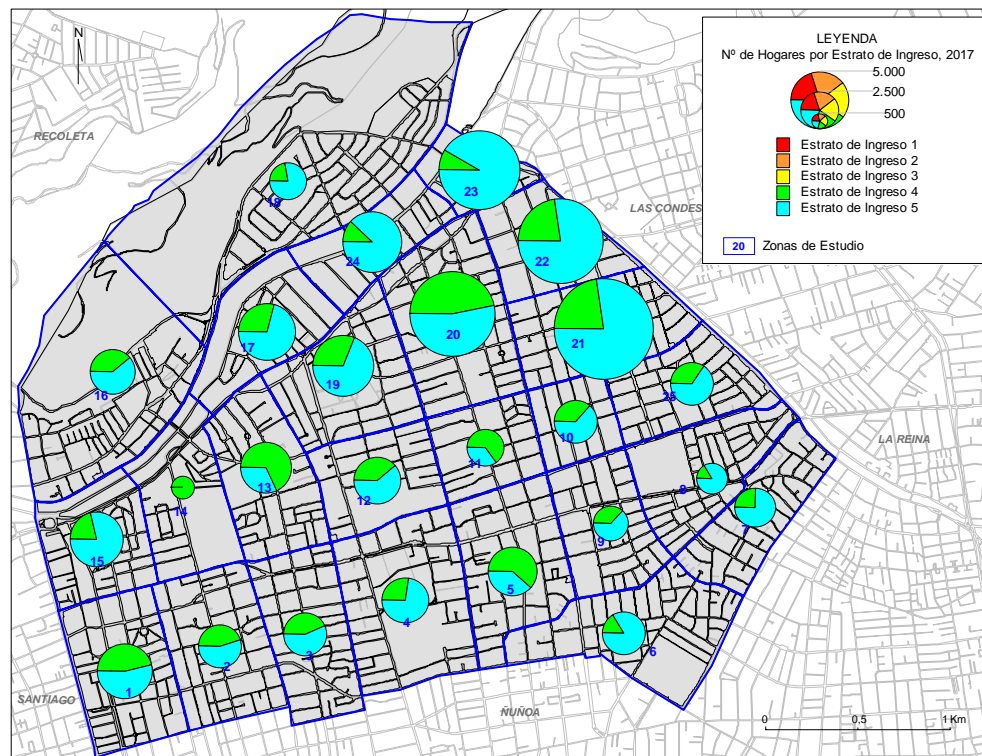 N
LEYENDA
Nº de Hogares por Estrato de Ingreso, 2017
5.000
2.500
500
Estrato de Ingreso 1
Estrato de Ingreso 2
Estrato de Ingreso 3
Estrato de Ingreso 4
Estrato de Ingreso 5
20 Zonas de Estudio
RECOLETA
LAS CONDES
LA REINA
SANTIAGO
ÑUÑOA
18
23
24
22
20
21
17
19
16
25
10
11
13
12
14
8
7
9
15
5
4
6
3
2
1
0 0,5 1 Km